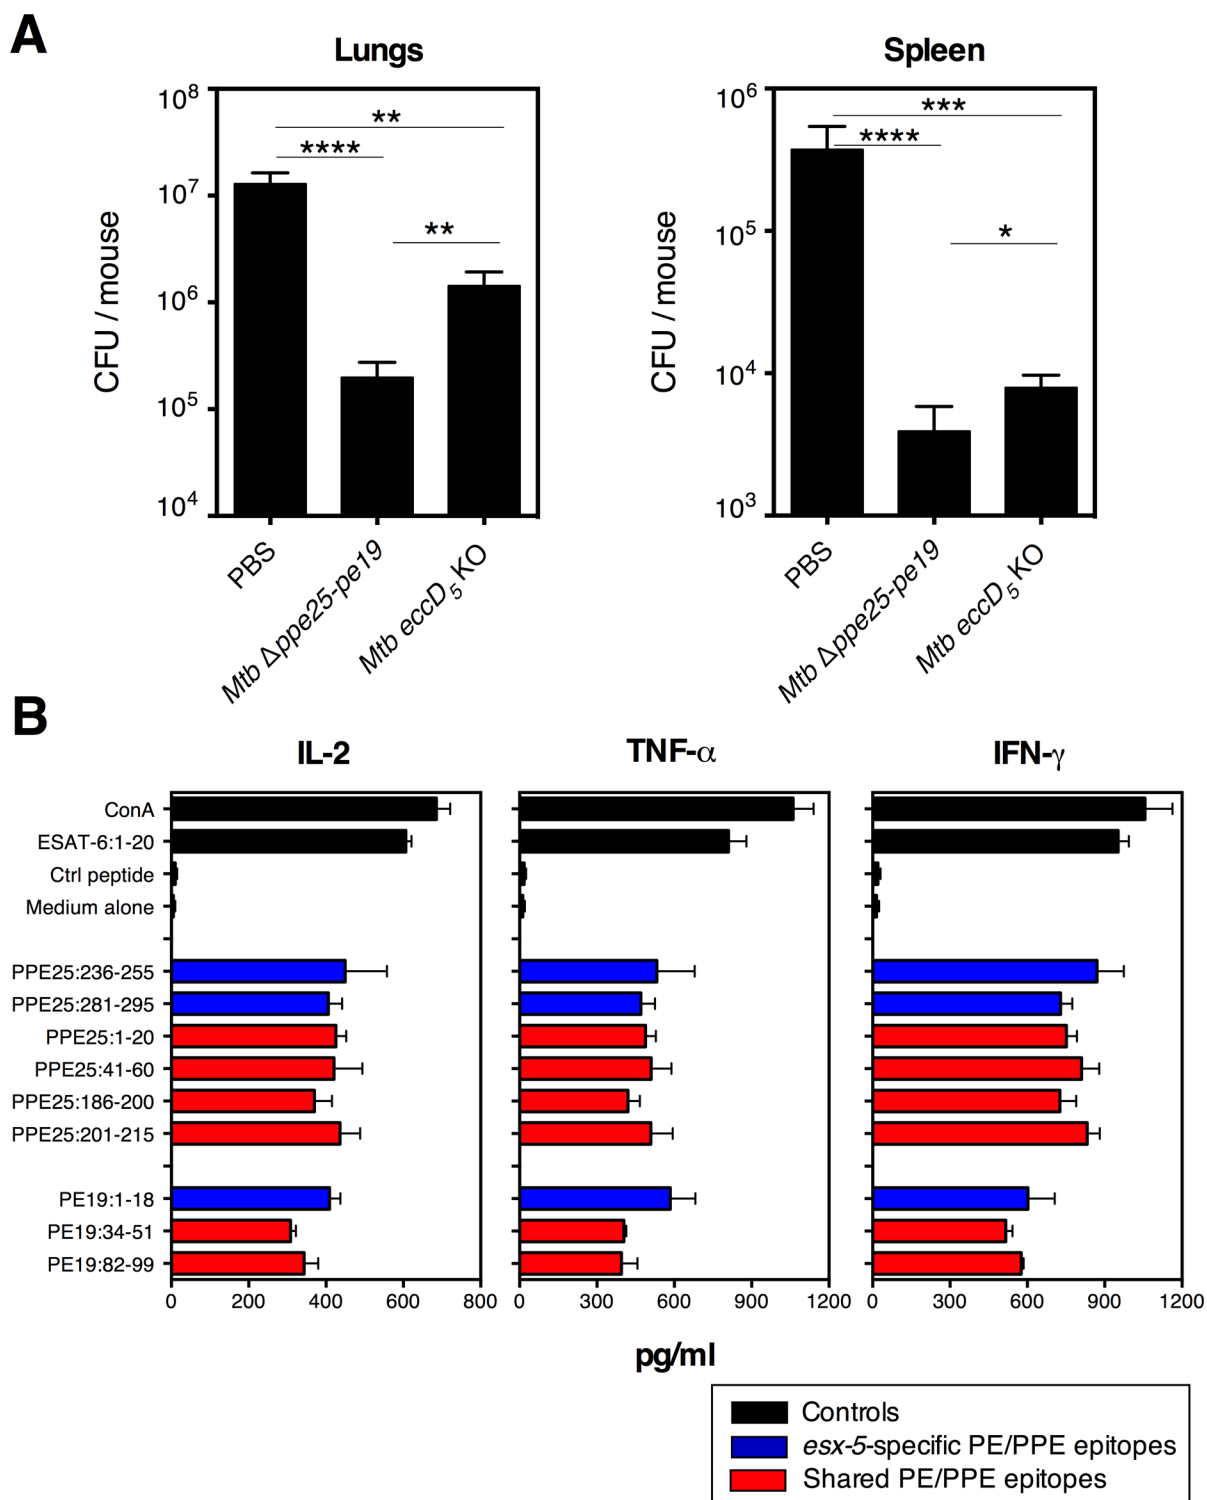 A
Lungs
Spleen
10^8
10^7
10^6
10^5
10^4
CFU / mouse
**
****
**
PBS
Mtb Δppe25-pe19
Mtb eccD5 KO
10^6
10^5
10^4
10^3
CFU / mouse
***
****
*
PBS
Mtb Δppe25-pe19
Mtb eccD5 KO
B
IL-2
TNF-α
IFN-γ
ConA
ESAT-6:1-20
Ctrl peptide
Medium alone
PPE25:236-255
PPE25:281-295
PPE25:1-20
PPE25:41-60
PPE25:186-200
PPE25:201-215
PE19:1-18
PE19:34-51
PE19:82-99
0 200 400 600 800
0 300 600 900 1200
0 300 600 900 1200
pg/ml
Controls
esx-5-specific PE/PPE epitopes
Shared PE/PPE epitopes